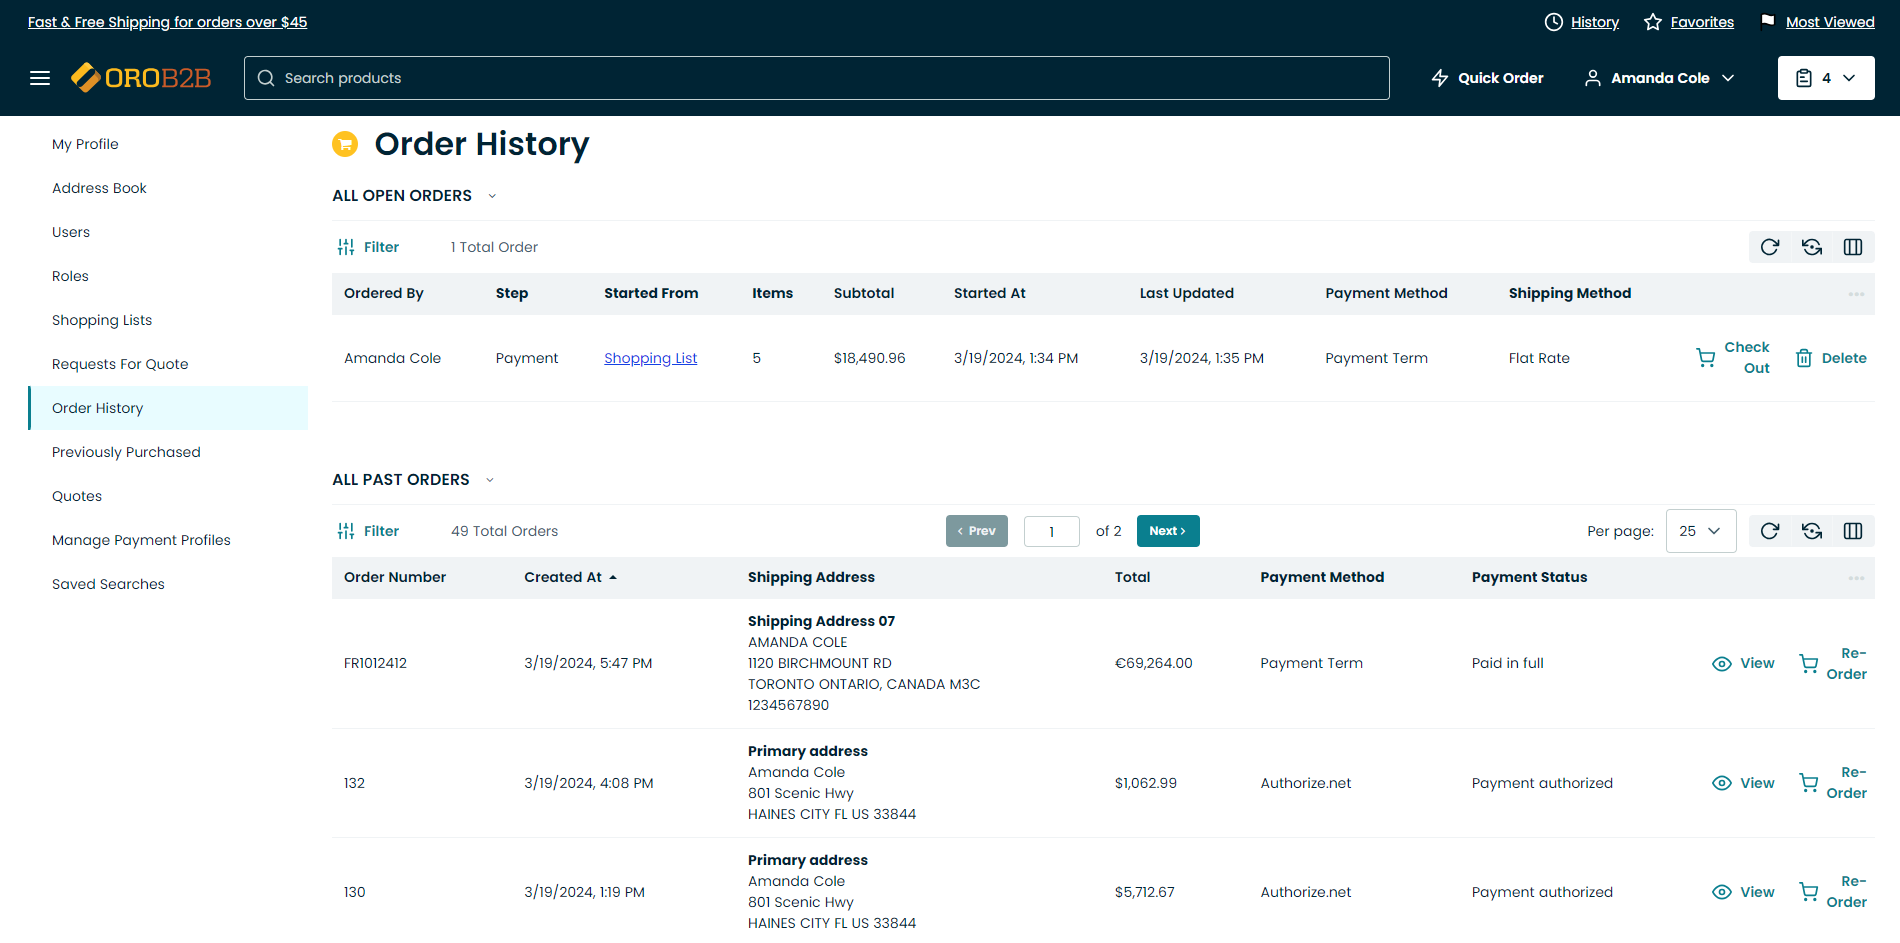 Fast & Free Shipping for orders over $45
History Favorites Most Viewed
OROB2B Search products Quick Order Amanda Cole 4
My Profile
Address Book
Users
Roles
Shopping Lists
Requests For Quote
Order History
Previously Purchased
Quotes
Manage Payment Profiles
Saved Searches
Order History
ALL OPEN ORDERS
Filter 1 Total Order
Ordered By Step Started From Items Subtotal Started At Last Updated Payment Method Shipping Method
Amanda Cole Payment Shopping List 5 $18,490.96 3/19/2024, 1:34 PM 3/19/2024, 1:35 PM Payment Term Flat Rate Check Out Delete
ALL PAST ORDERS
Filter 49 Total Orders < Prev 1 of 2 Next > Per page: 25
Order Number Created At Shipping Address Total Payment Method Payment Status
FR1012412 3/19/2024, 5:47 PM
Shipping Address 07
AMANDA COLE
1120 BIRCHMOUNT RD
TORONTO ONTARIO, CANADA M3C
1234567890
€69,264.00 Payment Term Paid in full View Re-Order
132 3/19/2024, 4:08 PM
Primary address
Amanda Cole
801 Scenic Hwy
HAINES CITY FL US 33844
$1,062.99 Authorize.net Payment authorized View Re-Order
130 3/19/2024, 1:19 PM
Primary address
Amanda Cole
801 Scenic Hwy
HAINES CITY FL US 33844
$5,712.67 Authorize.net Payment authorized View Re-Order